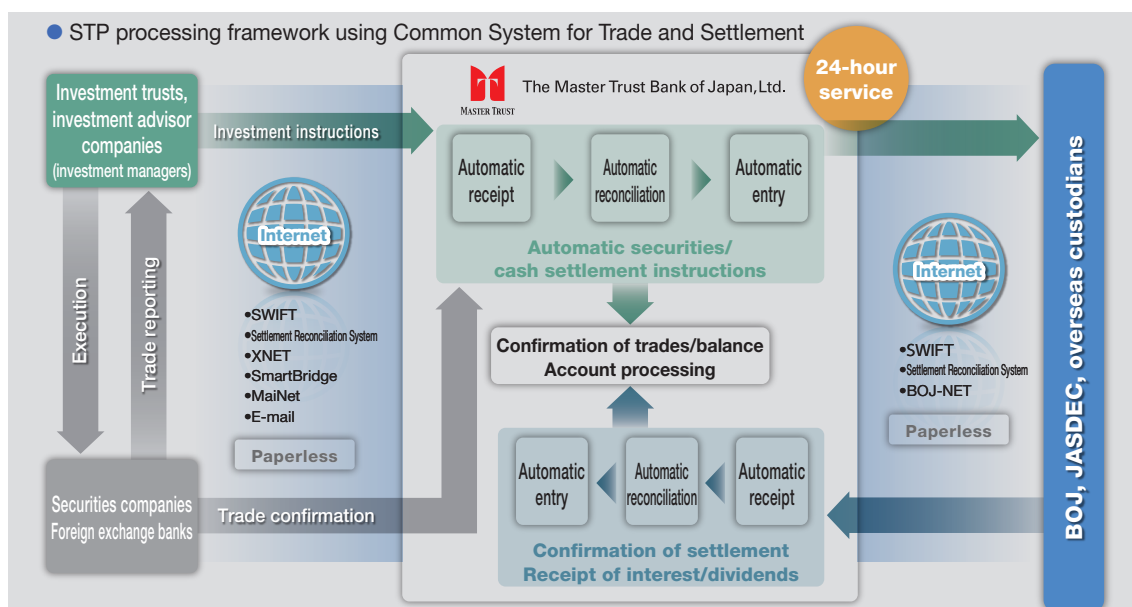 ● STP processing framework using Common System for Trade and Settlement
Investment trusts,
investment advisor
companies
(investment managers)
Investment instructions
MASTER TRUST
The Master Trust Bank of Japan,Ltd.
24-hour
service
Automatic
receipt
Automatic
reconciliation
Automatic
entry
Automatic securities/
cash settlement instructions
Execution
Trade reporting
Internet
•SWIFT
•Settlement Reconciliation System
•XNET
•SmartBridge
•MaiNet
•E-mail
Paperless
Confirmation of trades/balance
Account processing
Internet
•SWIFT
•Settlement Reconciliation System
•BOJ-NET
Paperless
BOJ, JASDEC, overseas custodians
Securities companies
Foreign exchange banks
Trade confirmation
Automatic
entry
Automatic
reconciliation
Automatic
receipt
Confirmation of settlement
Receipt of interest/dividends